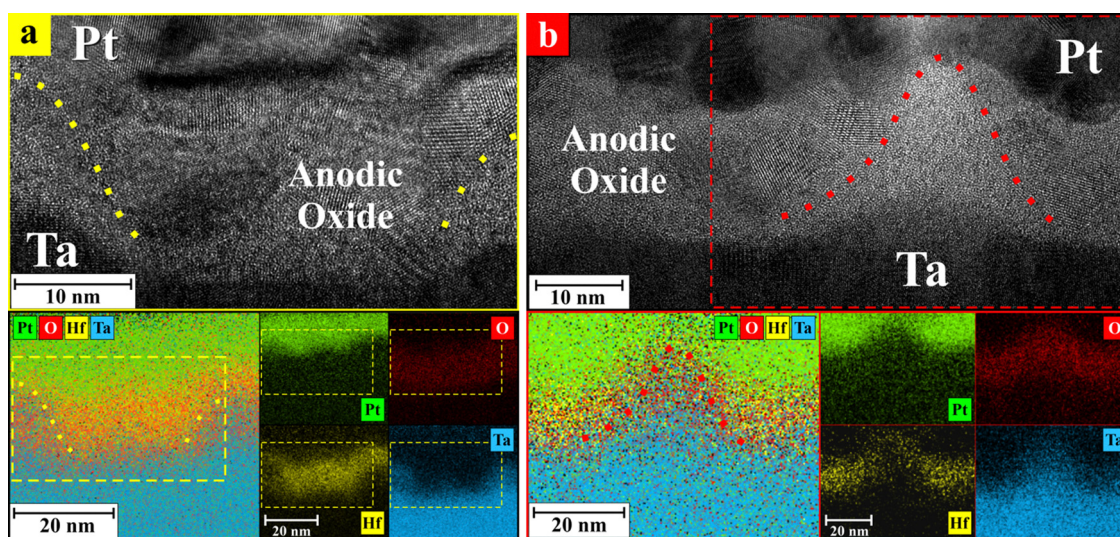 a
Pt
Anodic
Oxide
Ta
10 nm
Pt O Hf Ta
20 nm
Pt
O
Hf
20 nm
Ta
b
Pt
Anodic
Oxide
Ta
10 nm
Pt O Hf Ta
20 nm
Pt
O
Hf
20 nm
Ta